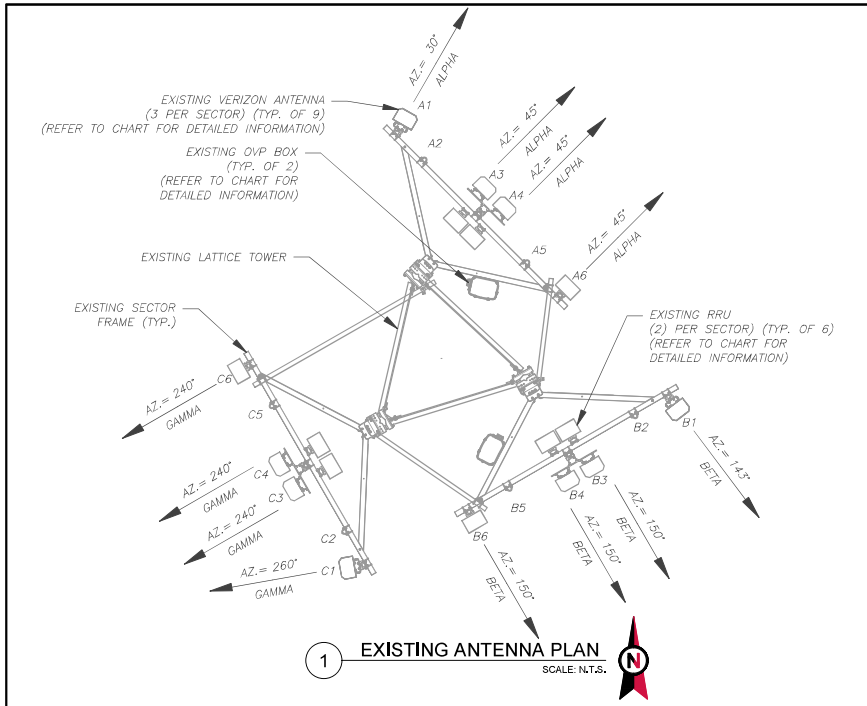 AZ.= 30°
ALPHA
EXISTING VERIZON ANTENNA
(3 PER SECTOR) (TYP. OF 9)
(REFER TO CHART FOR DETAILED INFORMATION)
A1
EXISTING OVP BOX
(TYP. OF 2)
(REFER TO CHART FOR
DETAILED INFORMATION)
A2
AZ.= 45°
ALPHA
A3
AZ.= 45°
ALPHA
A4
EXISTING LATTICE TOWER
A5
AZ.= 45°
ALPHA
A6
EXISTING SECTOR
FRAME (TYP.)
EXISTING RRU
(2) PER SECTOR) (TYP. OF 6)
(REFER TO CHART FOR
DETAILED INFORMATION)
C6
AZ.= 240°
GAMMA
C5
B2
B1
AZ.= 143°
BETA
C4
AZ.= 240°
GAMMA
C3
AZ.= 240°
GAMMA
B3
B4
B5
B6
AZ.= 150°
BETA
AZ.= 150°
BETA
AZ.= 150°
BETA
C2
C1
AZ.= 260°
GAMMA
1
EXISTING ANTENNA PLAN
SCALE: N.T.S.
N